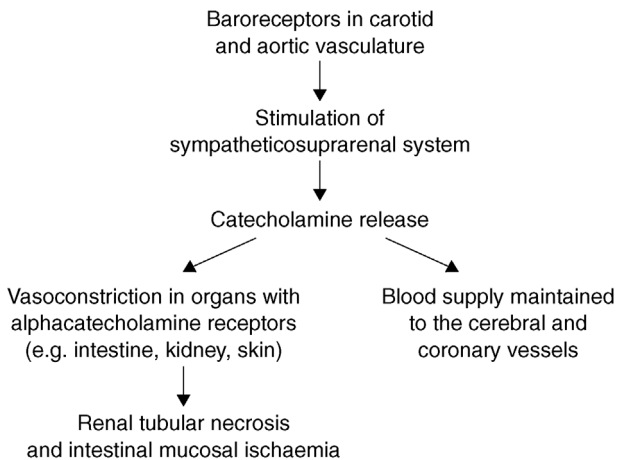 Baroreceptors in carotid
and aortic vasculature
Stimulation of
sympatheticosuprarenal system
Catecholamine release
Vasoconstriction in organs with
alphacatecholamine receptors
(e.g. intestine, kidney, skin)
Blood supply maintained
to the cerebral and
coronary vessels
Renal tubular necrosis
and intestinal mucosal ischaemia